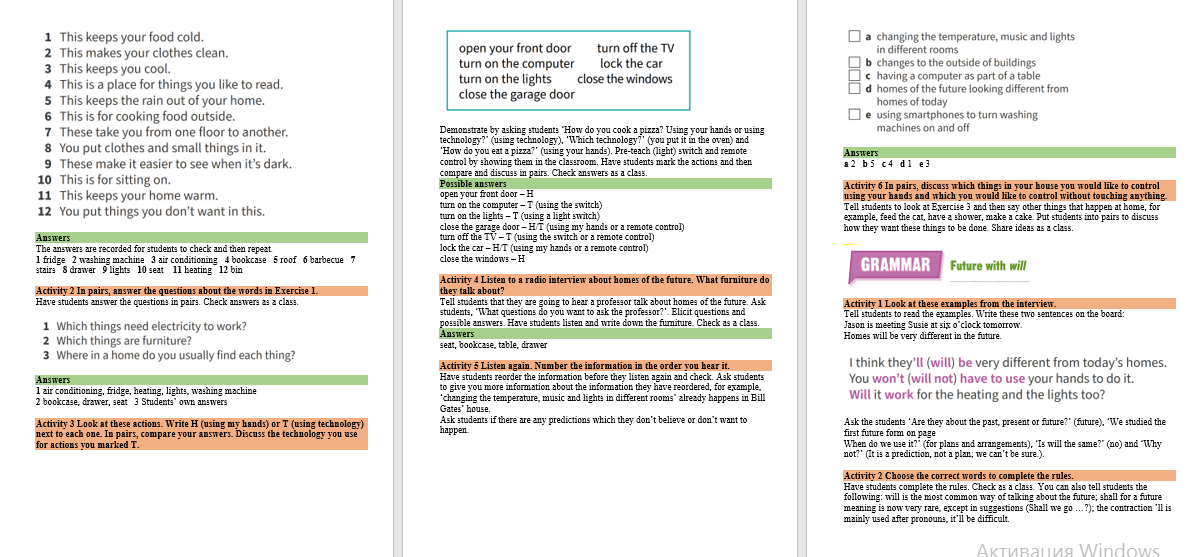 1 This keeps your food cold.
2 This makes your clothes clean.
3 This keeps you cool.
4 This is a place for things you like to read.
5 This keeps the rain out of your home.
6 This is for cooking food outside.
7 These take you from one floor to another.
8 You put clothes and small things in it.
9 These make it easier to see when it's dark.
10 This is for sitting on.
11 This keeps your home warm.
12 You put things you don't want in this.
Answers
The answers are recorded for students to check and then repeat.
1 fridge 2 washing machine 3 air conditioning 4 bookcase 5 roof 6 barbecue 7
stairs 8 drawer 9 lights 10 seat 11 heating 12 bin
Activity 2 In pairs, answer the questions about the words in Exercise 1.
Have students answer the questions in pairs. Check answers as a class.
1 Which things need electricity to work?
2 Which things are furniture?
3 Where in a home do you usually find each thing?
Answers
1 air conditioning, fridge, heating, lights, washing machine
2 bookcase, drawer, seat 3 Students' own answers
Activity 3 Look at these actions. Write H (using my hands) or T (using technology)
next to each one. In pairs, compare your answers. Discuss the technology you use
for actions you marked T.
open your front door turn off the TV
turn on the computer lock the car
turn on the lights close the windows
close the garage door
Demonstrate by asking students 'How do you cook a pizza? Using your hands or using
technology?' (using technology), 'Which technology?' (you put it in the oven) and
'How do you eat a pizza?' (using your hands). Pre-teach (light) switch and remote
control by showing them in the classroom. Have students mark the actions and then
compare and discuss in pairs. Check answers as a class.
Possible answers
open your front door – H
turn on the computer – T (using the switch)
turn on the lights – T (using a light switch)
close the garage door – H/T (using my hands or a remote control)
turn off the TV – T (using the switch or a remote control)
lock the car – H/T (using my hands or a remote control)
close the windows – H
Activity 4 Listen to a radio interview about homes of the future. What furniture do
they talk about?
Tell students that they are going to hear a professor talk about homes of the future. Ask
students, 'What questions do you want to ask the professor?'. Elicit questions and
possible answers. Have students listen and write down the furniture. Check as a class.
Answers
seat, bookcase, table, drawer
Activity 5 Listen again. Number the information in the order you hear it.
Have students reorder the information before they listen again and check. Ask students
to give you more information about the information they have reordered, for example,
'changing the temperature, music and lights in different rooms' already happens in Bill
Gates' house.
Ask students if there are any predictions which they don't believe or don't want to
happen.
a changing the temperature, music and lights
in different rooms
b changes to the outside of buildings
c having a computer as part of a table
d homes of the future looking different from
homes of today
e using smartphones to turn washing
machines on and off
Answers
a 2 b 5 c 4 d 1 e 3
Activity 6 In pairs, discuss which things in your house you would like to control
using your hands and which you would like to control without touching anything.
Tell students to look at Exercise 3 and then say other things that happen at home, for
example, feed the cat, have a shower, make a cake. Put students into pairs to discuss
how they want these things to be done. Share ideas as a class.
GRAMMAR Future with will
Activity 1 Look at these examples from the interview.
Tell students to read the examples. Write these two sentences on the board:
Jason is meeting Susie at six o'clock tomorrow.
Homes will be very different in the future.
I think they'll (will) be very different from today's homes.
You won't (will not) have to use your hands to do it.
Will it work for the heating and the lights too?
Ask the students 'Are they about the past, present or future?' (future), 'We studied the
first future form on page
When do we use it?' (for plans and arrangements), 'Is will the same?' (no) and 'Why
not?' (It is a prediction, not a plan; we can't be sure.).
Activity 2 Choose the correct words to complete the rules.
Have students complete the rules. Check as a class. You can also tell students the
following: will is the most common way of talking about the future; shall for a future
meaning is now very rare, except in suggestions (Shall we go …?); the contraction 'll is
mainly used after pronouns, it'll be difficult.
Активация Windows